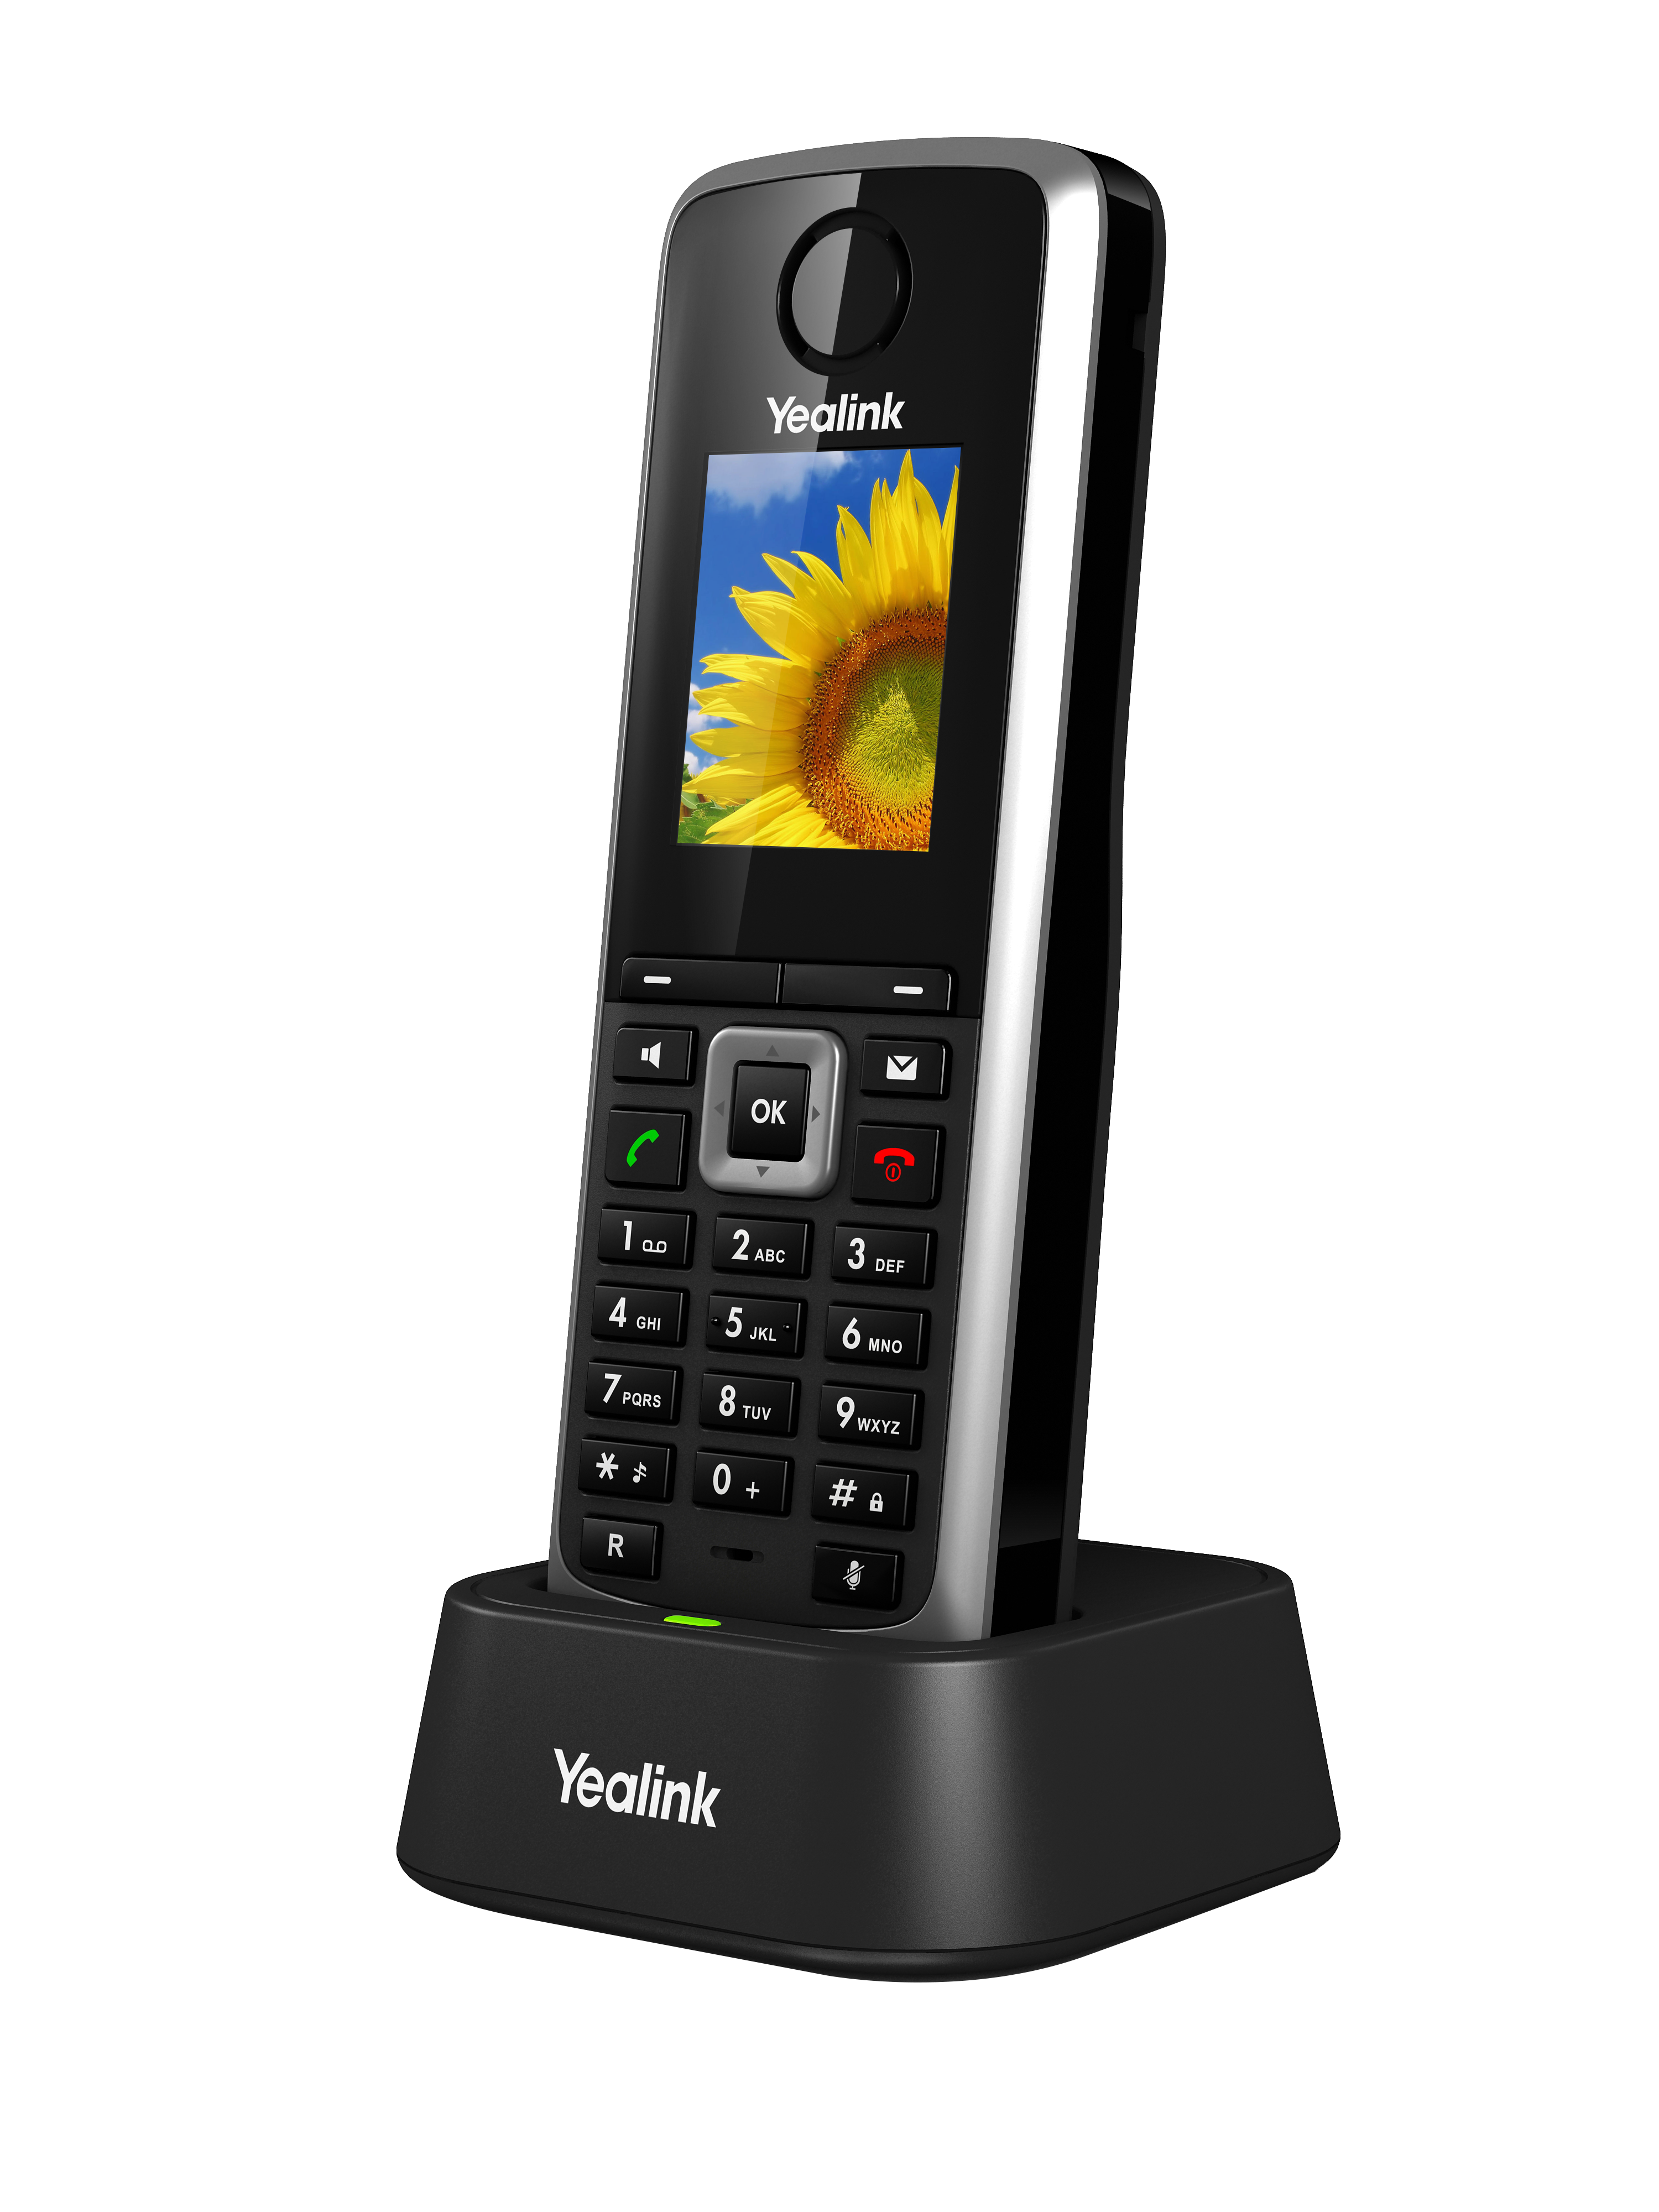 Yealink
OK
1
2 ABC
3 DEF
4 GHI
5 JKL
6 MNO
7 PQRS
8 TUV
9 WXYZ
*
0 +
#
R
Yealink